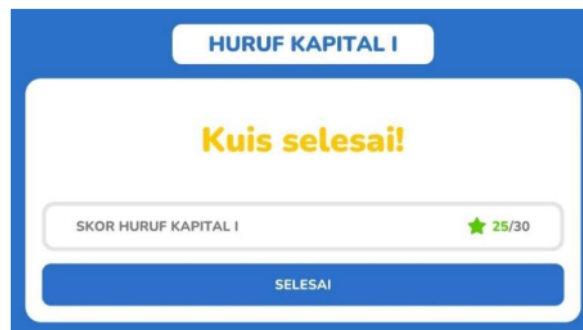 HURUF KAPITAL I
Kuis selesai!
SKOR HURUF KAPITAL I 25/30
SELESAI